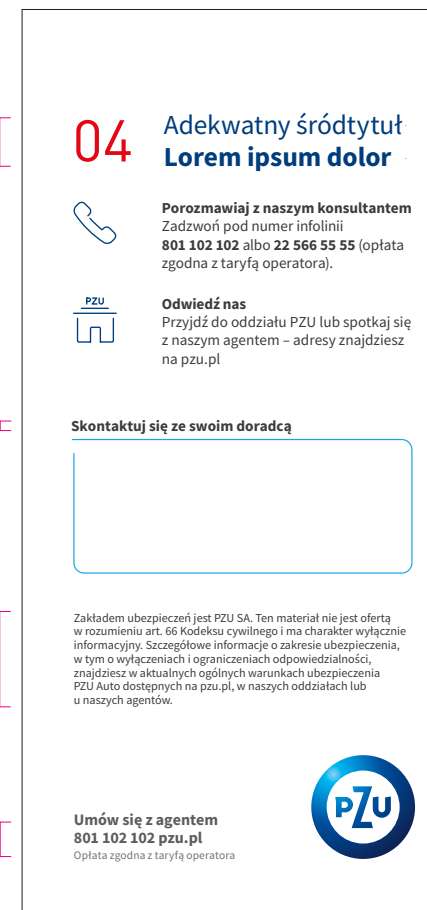 04
Adekwatny śródtytuł
Lorem ipsum dolor
Porozmawiaj z naszym konsultantem
Zadzwoń pod numer infolinii
801 102 102 albo 22 566 55 55 (opłata
zgodna z taryfą operatora).
PZU
Odwiedź nas
Przyjdź do oddziału PZU lub spotkaj się
z naszym agentem – adresy znajdziesz
na pzu.pl
Skontaktuj się ze swoim doradcą
Zakładem ubezpieczeń jest PZU SA. Ten materiał nie jest ofertą
w rozumieniu art. 66 Kodeksu cywilnego i ma charakter wyłącznie
informacyjny. Szczegółowe informacje o zakresie ubezpieczenia,
w tym o wyłączeniach i ograniczeniach odpowiedzialności,
znajdziesz w aktualnych ogólnych warunkach ubezpieczenia
PZU Auto dostępnych na pzu.pl, w naszych oddziałach lub
u naszych agentów.
Umów się z agentem
801 102 102 pzu.pl
Opłata zgodna z taryfą operatora
PZU